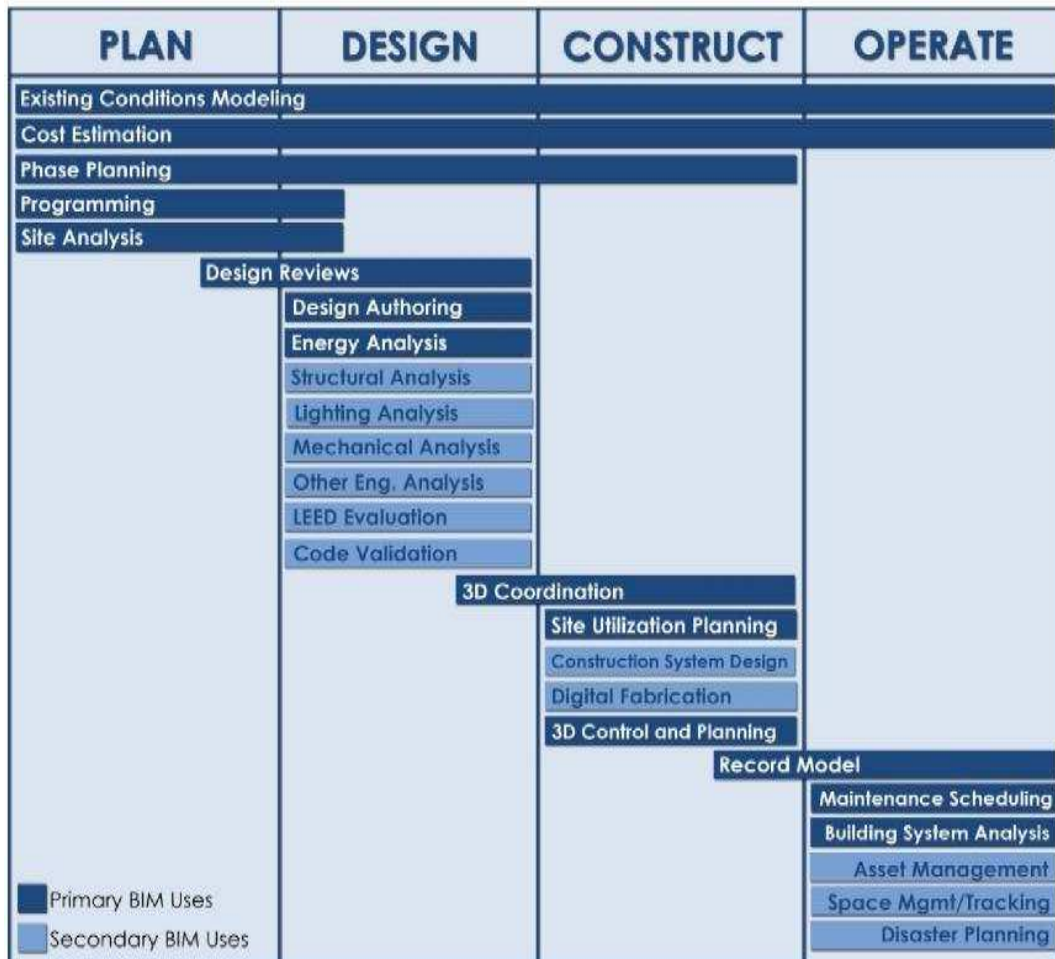 PLAN
DESIGN
CONSTRUCT
OPERATE
Existing Conditions Modeling
Cost Estimation
Phase Planning
Programming
Site Analysis
Design Reviews
Design Authoring
Energy Analysis
Structural Analysis
Lighting Analysis
Mechanical Analysis
Other Eng. Analysis
LEED Evaluation
Code Validation
3D Coordination
Site Utilization Planning
Construction System Design
Digital Fabrication
3D Control and Planning
Record Model
Maintenance Scheduling
Building System Analysis
Asset Management
Space Mgmt/Tracking
Disaster Planning
Primary BIM Uses
Secondary BIM Uses